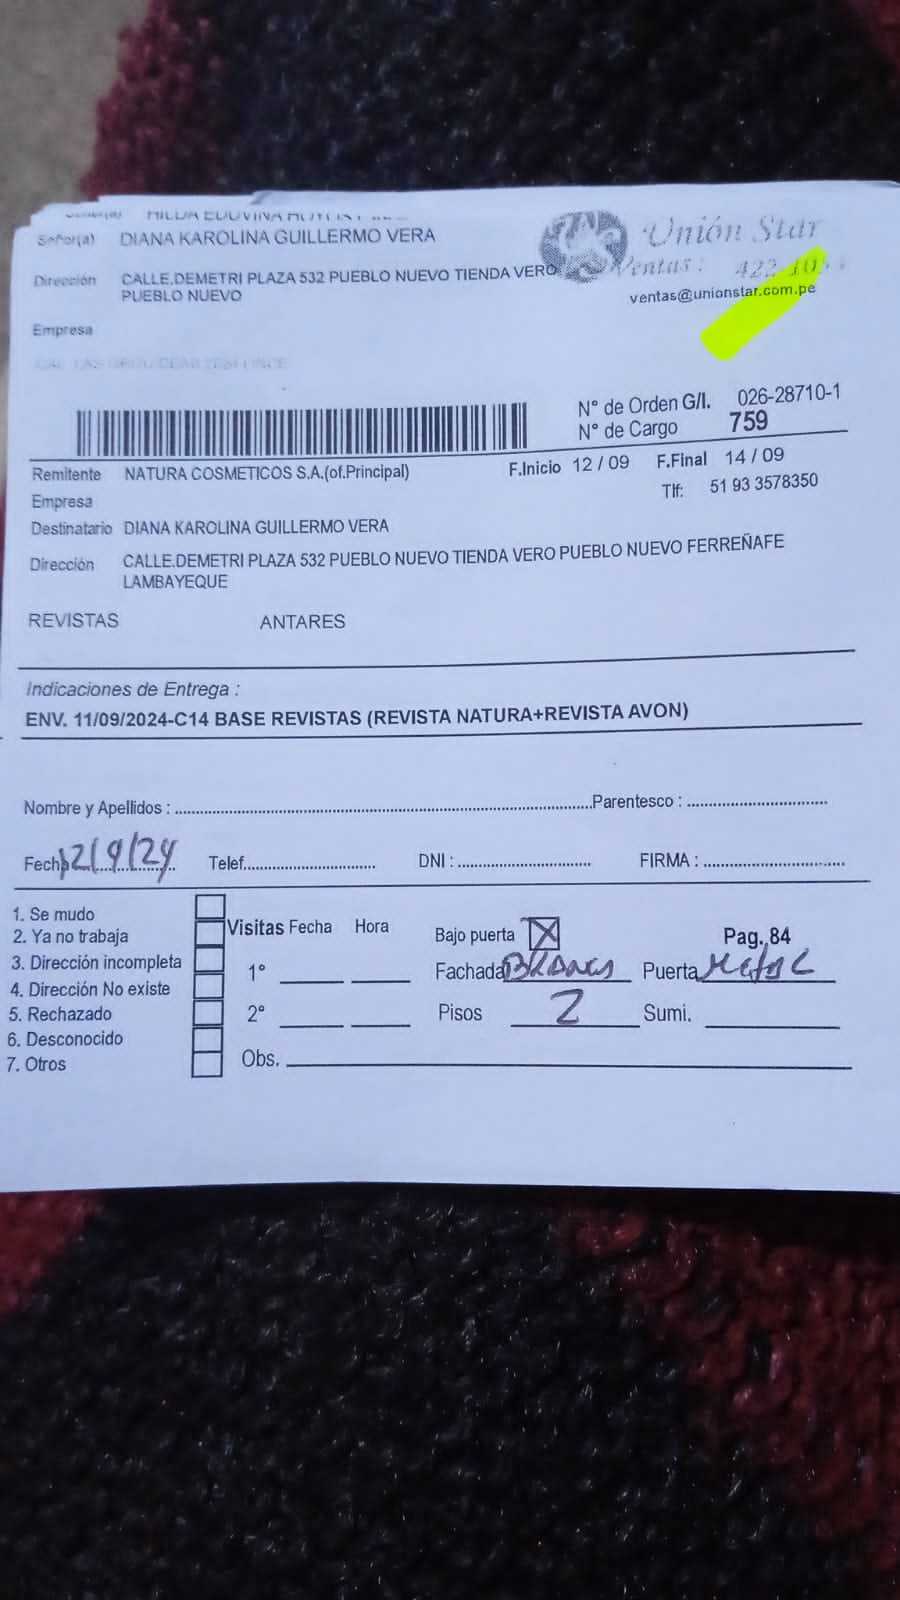 Señor(a) DIANA KAROLINA GUILLERMO VERA
Unión Star
Dirección CALLE.DEMETRI PLAZA 532 PUEBLO NUEVO TIENDA VERO
PUEBLO NUEVO
Ventas :
ventas@unionstar.com.pe
Empresa
N° de Orden G/I. 026-28710-1
N° de Cargo 759
Remitente NATURA COSMETICOS S.A.(of.Principal) F.Inicio 12 / 09 F.Final 14 / 09
Empresa Tlf: 51 93 3578350
Destinatario DIANA KAROLINA GUILLERMO VERA
Dirección CALLE.DEMETRI PLAZA 532 PUEBLO NUEVO TIENDA VERO PUEBLO NUEVO FERREÑAFE
LAMBAYEQUE
REVISTAS ANTARES
Indicaciones de Entrega :
ENV. 11/09/2024-C14 BASE REVISTAS (REVISTA NATURA+REVISTA AVON)
Nombre y Apellidos : Parentesco :
Fecha 12/9/24 Telef. DNI : FIRMA :
1. Se mudo
2. Ya no trabaja
3. Dirección incompleta
4. Dirección No existe
5. Rechazado
6. Desconocido
7. Otros
Visitas Fecha Hora
1°
2°
Obs.
Bajo puerta X Pag. 84
Fachada Puerta
Pisos 2 Sumi.